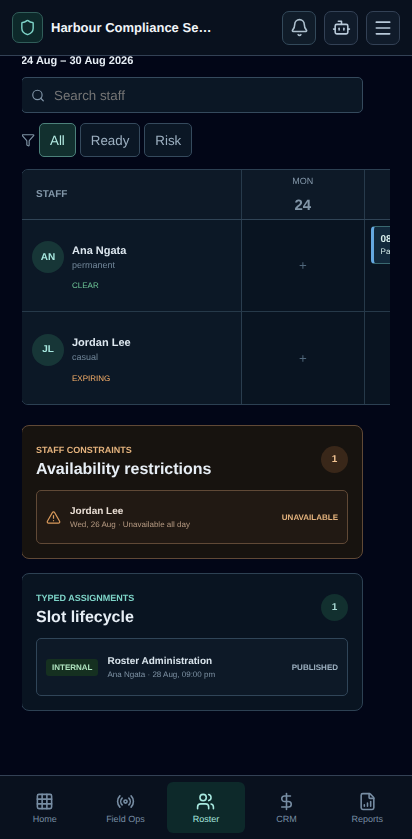 Harbour Compliance Se...
24 Aug – 30 Aug 2026
Search staff
All Ready Risk
STAFF MON
24
AN Ana Ngata
permanent
CLEAR
+
08
Pa
JL Jordan Lee
casual
EXPIRING
+
STAFF CONSTRAINTS
Availability restrictions
1
Jordan Lee
Wed, 26 Aug · Unavailable all day
UNAVAILABLE
TYPED ASSIGNMENTS
Slot lifecycle
1
INTERNAL
Roster Administration
Ana Ngata · 28 Aug, 09:00 pm
PUBLISHED
Home Field Ops Roster CRM Reports